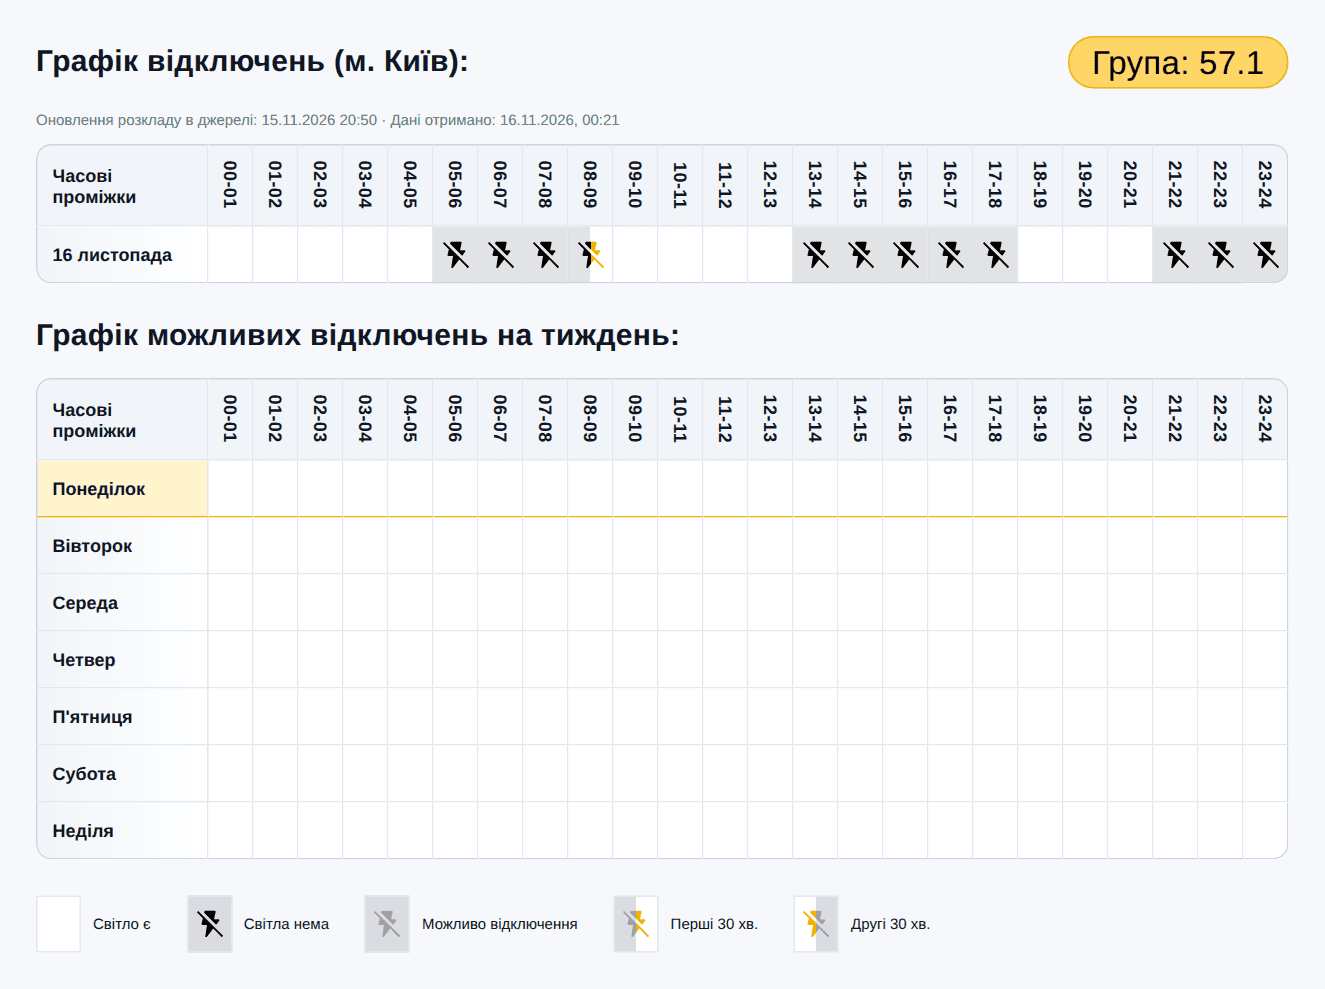 Графік відключень (м. Київ):
Група: 57.1
Оновлення розкладу в джерелі: 15.11.2026 20:50 · Дані отримано: 16.11.2026, 00:21
Часові проміжки 00-01 01-02 02-03 03-04 04-05 05-06 06-07 07-08 08-09 09-10 10-11 11-12 12-13 13-14 14-15 15-16 16-17 17-18 18-19 19-20 20-21 21-22 22-23 23-24
16 листопада
Графік можливих відключень на тиждень:
Часові проміжки 00-01 01-02 02-03 03-04 04-05 05-06 06-07 07-08 08-09 09-10 10-11 11-12 12-13 13-14 14-15 15-16 16-17 17-18 18-19 19-20 20-21 21-22 22-23 23-24
Понеділок
Вівторок
Середа
Четвер
П'ятниця
Субота
Неділя
Світло є Світла нема Можливо відключення Перші 30 хв. Другі 30 хв.